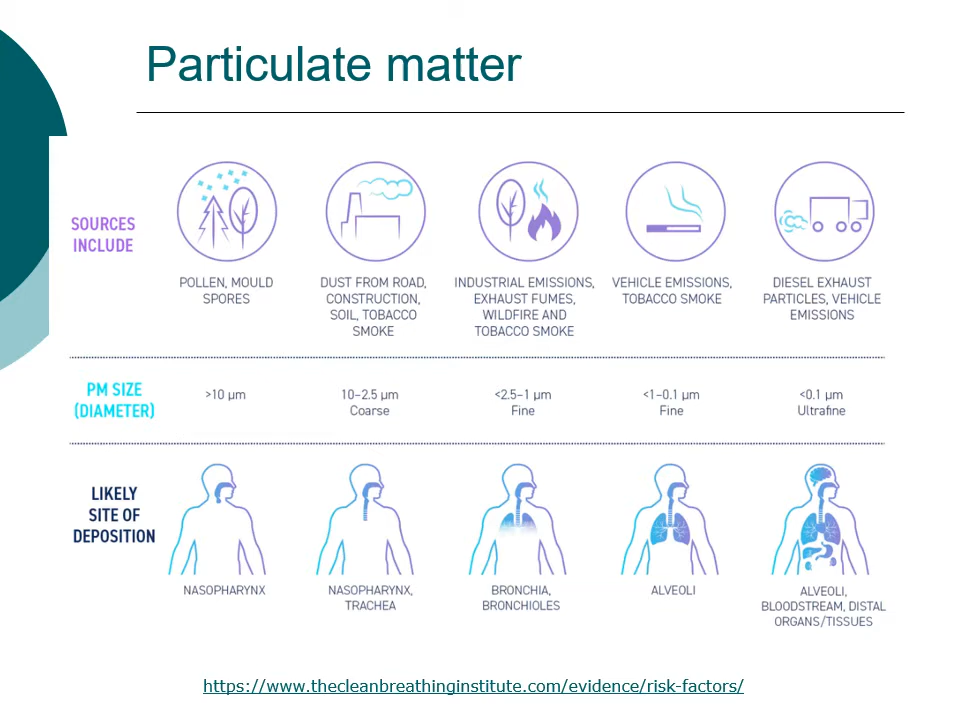 Particulate matter
SOURCES
INCLUDE
POLLEN, MOULD
SPORES
DUST FROM ROAD,
CONSTRUCTION,
SOIL, TOBACCO
SMOKE
INDUSTRIAL EMISSIONS,
EXHAUST FUMES,
WILDFIRE AND
TOBACCO SMOKE
VEHICLE EMISSIONS,
TOBACCO SMOKE
DIESEL EXHAUST
PARTICLES, VEHICLE
EMISSIONS
PM SIZE
(DIAMETER)
>10 µm
10–2.5 µm
Coarse
<2.5–1 µm
Fine
<1–0.1 µm
Fine
<0.1 µm
Ultrafine
LIKELY
SITE OF
DEPOSITION
NASOPHARYNX
NASOPHARYNX,
TRACHEA
BRONCHIA,
BRONCHIOLES
ALVEOLI
ALVEOLI,
BLOODSTREAM, DISTAL
ORGANS/TISSUES
https://www.thecleanbreathinginstitute.com/evidence/risk-factors/